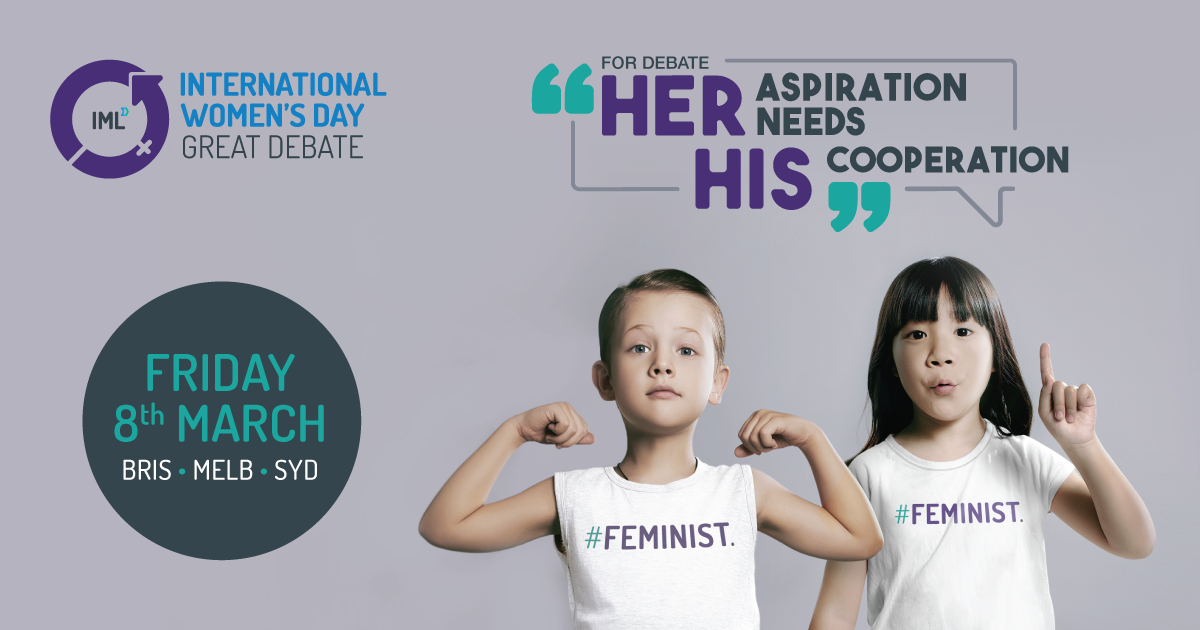 IML
INTERNATIONAL
WOMEN'S DAY
GREAT DEBATE
FOR DEBATE
“HER ASPIRATION
NEEDS
HIS COOPERATION”
FRIDAY
8th MARCH
BRIS • MELB • SYD
#FEMINIST.
#FEMINIST.